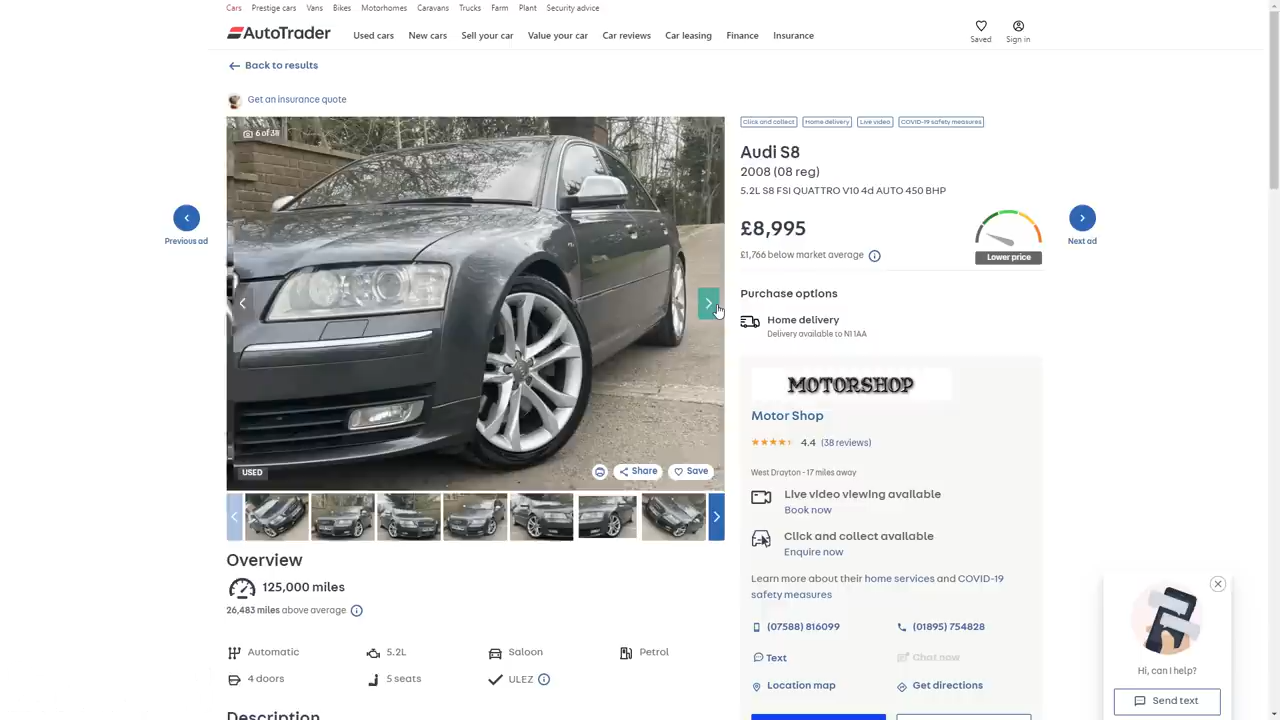 Cars Prestige cars Vans Bikes Motorhomes Caravans Trucks Farm Plant Security advice
AutoTrader Used cars New cars Sell your car Value your car Car reviews Car leasing Finance Insurance Saved Sign in
Back to results
Get an insurance quote
6 of 38
Click and collect Home delivery Live video COVID-19 safety measures
Audi S8
2008 (08 reg)
5.2L S8 FSI QUATTRO V10 4d AUTO 450 BHP
£8,995
£1,766 below market average
Lower price
Previous ad
Next ad
Purchase options
Home delivery
Delivery available to N1 1AA
MOTORSHOP
Motor Shop
4.4 (38 reviews)
West Drayton - 17 miles away
Live video viewing available
Book now
Click and collect available
Enquire now
Learn more about their home services and COVID-19
safety measures
(07588) 816099 (01895) 754828
Text Chat now
Location map Get directions
USED
Share Save
Overview
125,000 miles
26,483 miles above average
Automatic 5.2L Saloon Petrol
4 doors 5 seats ULEZ
Description
Hi, can I help?
Send text